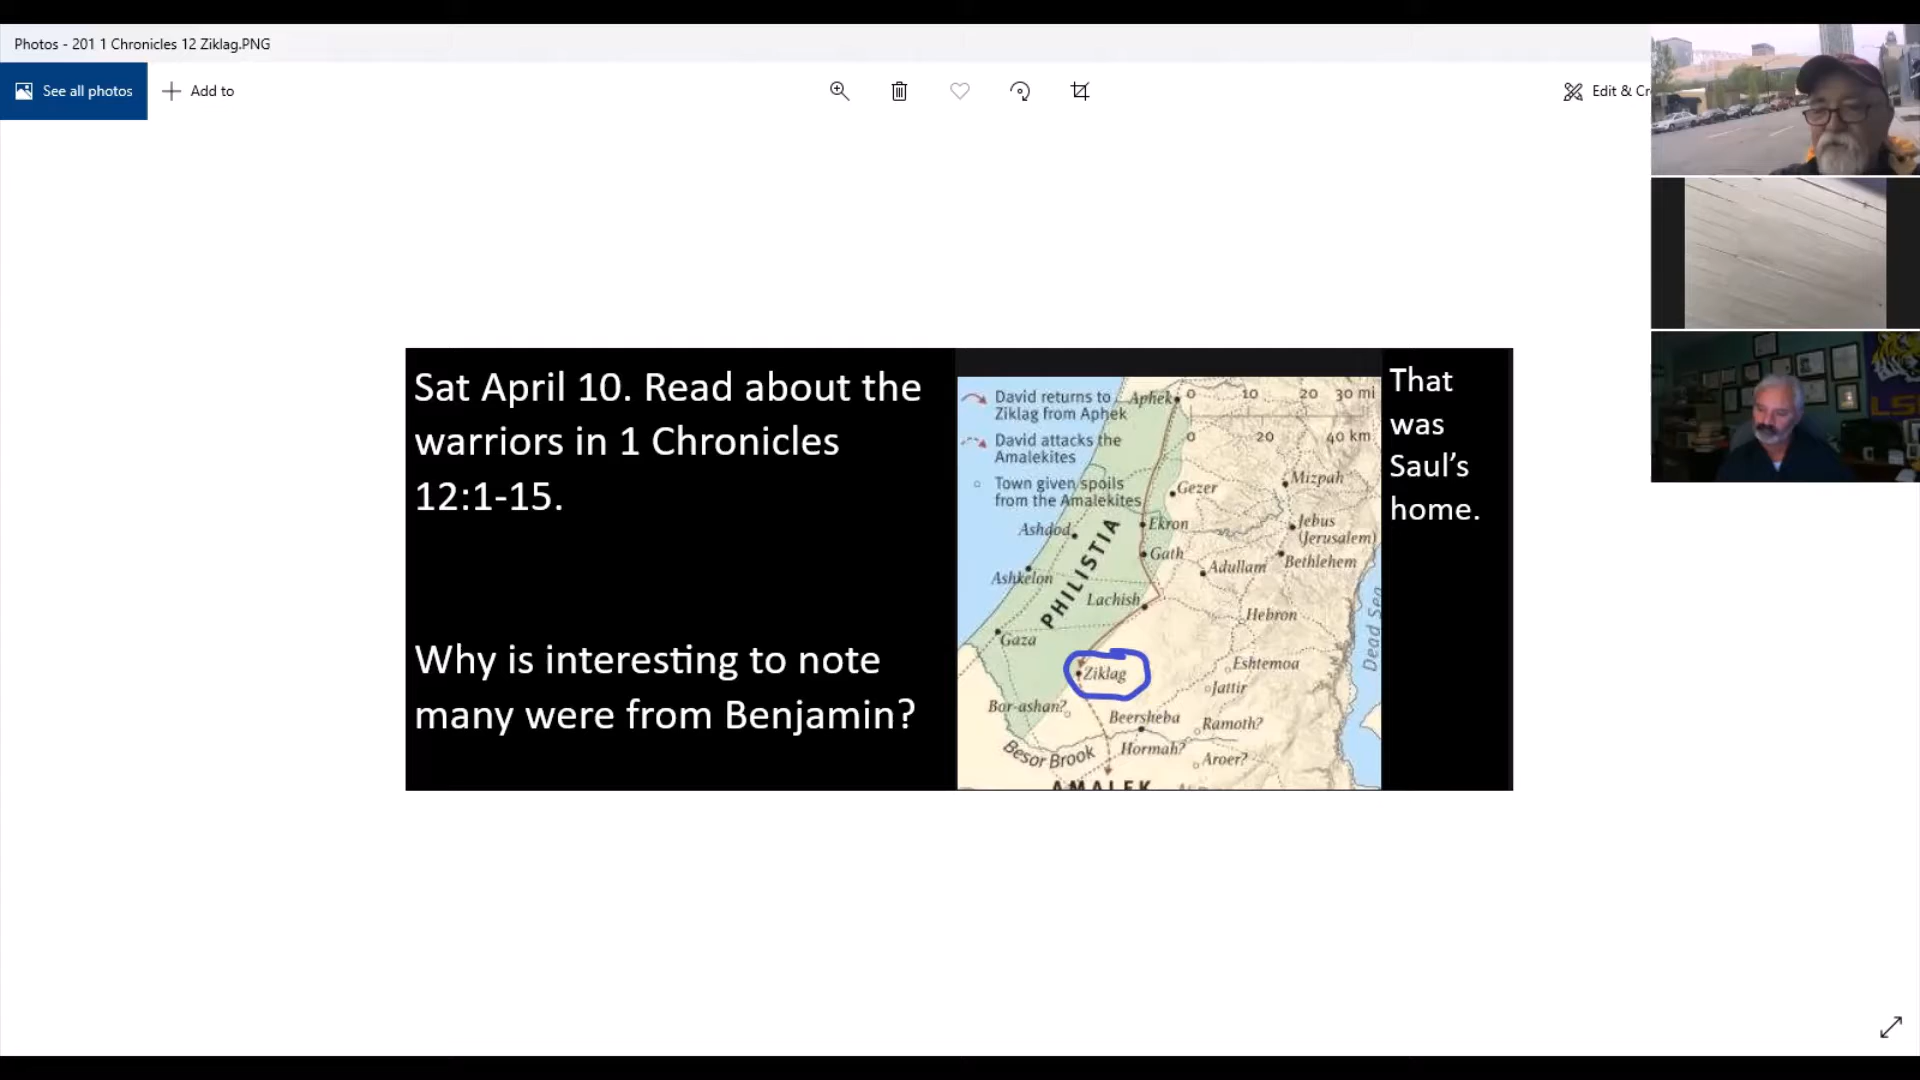 Photos - 201 1 Chronicles 12 Ziklag.PNG
See all photos
Add to
Edit & Cr
Sat April 10. Read about the
warriors in 1 Chronicles
12:1-15.
Why is interesting to note
many were from Benjamin?
David returns to
Ziklag from Aphek
David attacks the
Amalekites
Town given spoils
from the Amalekites
Aphek
0 10 20 30 mi
0 20 40 km
Mizpah
Gezer
Ashdod
Ekron
Jebus
(Jerusalem)
Gath
Bethlehem
Adullam
Ashkelon
PHILISTIA
Lachish
Hebron
Gaza
Dead Sea
Ziklag
Eshtemoa
Jattir
Bor-ashan?
Beersheba
Ramoth?
Besor Brook
Hormah?
Aroer?
AMALEK
That
was
Saul’s
home.
LS